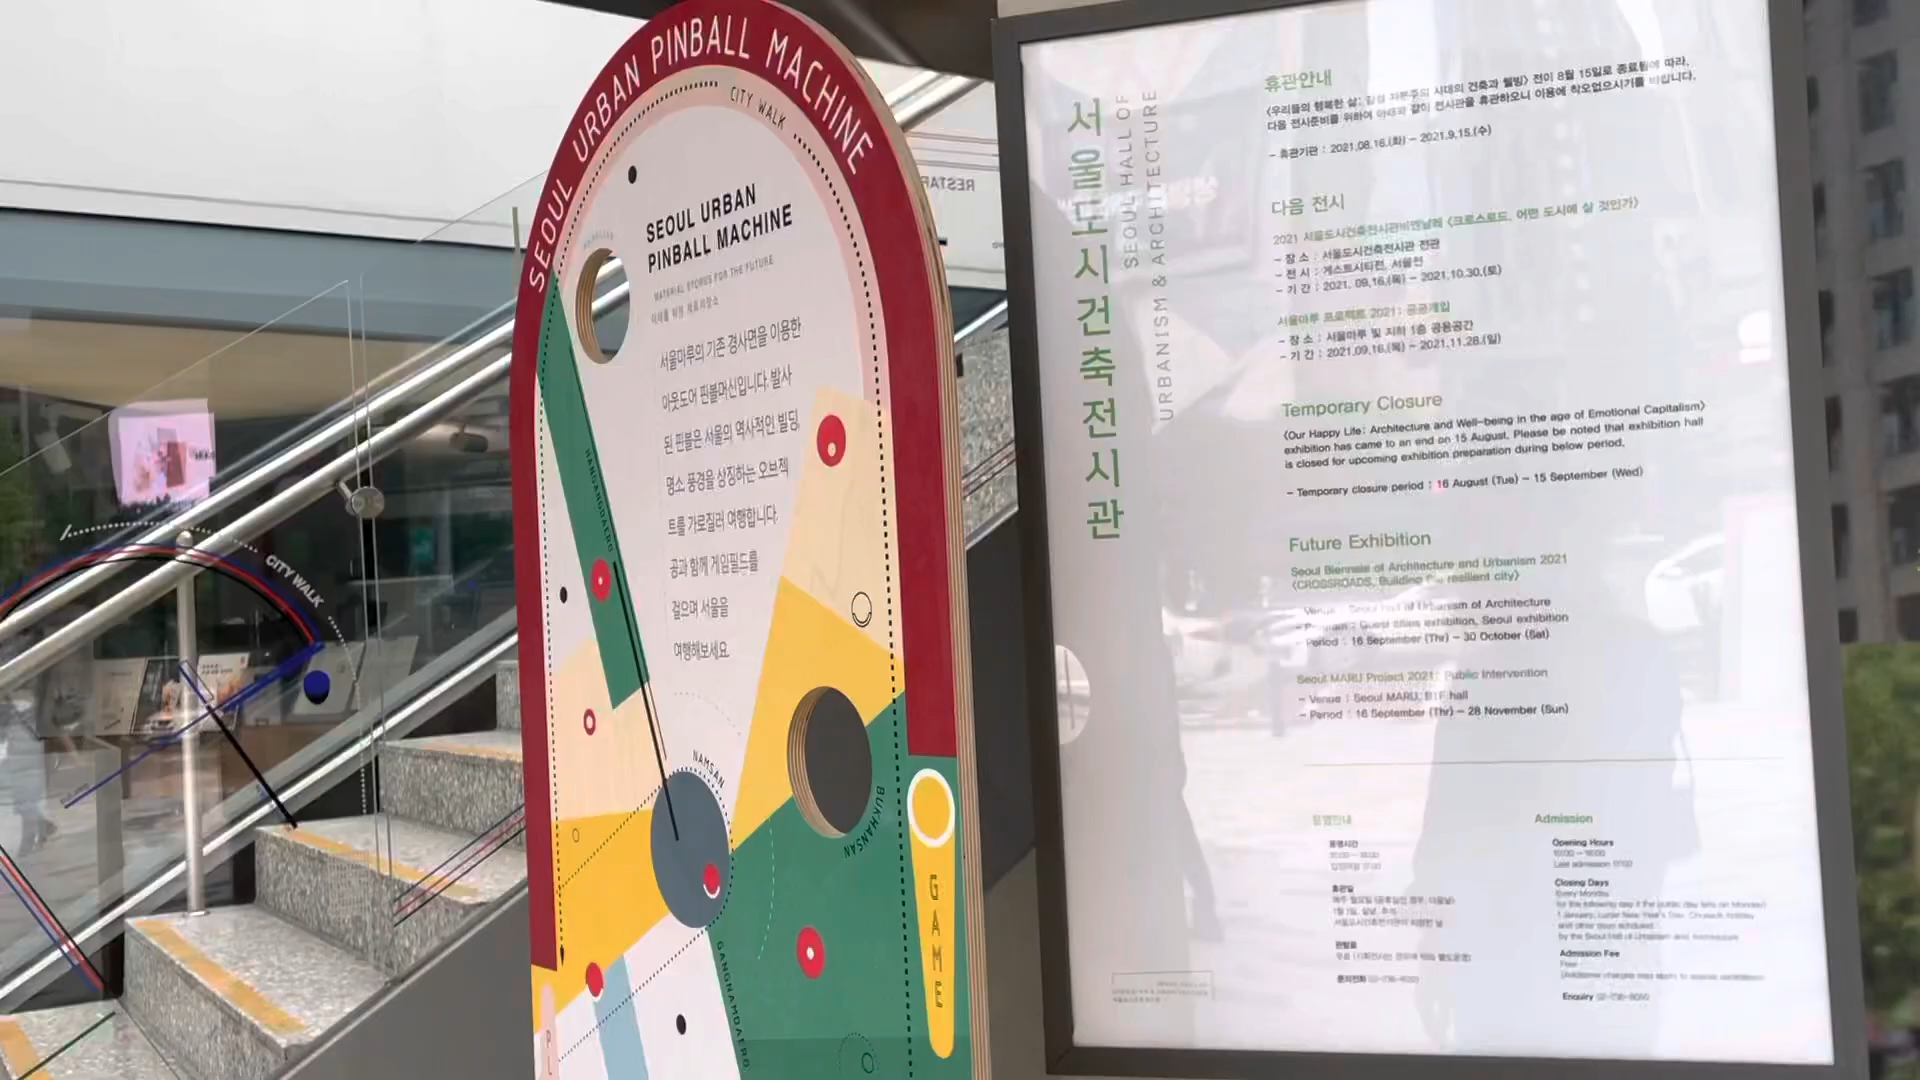 SEOUL URBAN PINBALL MACHINE
CITY WALK
SEOUL URBAN
PINBALL MACHINE
MATERIAL STORIES FOR THE FUTURE
서울마루의 기존 경사면을 이용한
아웃도어 핀볼머신입니다. 발사
된 핀볼은 서울의 역사적인 빌딩,
명소 풍경을 상징하는 오브젝
트를 가로질러 여행합니다.
공과 함께 게임필드를
걸으며 서울을
여행해보세요.
HANGANGDAERO
NAMSAN
BUKHANSAN
GANGNAMDAERO
GAME
CITY WALK
서울도시건축전시관
SEOUL HALL OF
URBANISM & ARCHITECTURE
휴관안내
〈우리들의 행복한 삶: 감성 자본주의 시대의 건축과 웰빙〉 전이 8월 15일로 종료됨에 따라,
다음 전시준비를 위하여 아래와 같이 전시관을 휴관하오니 이용에 착오없으시기를 바랍니다.
- 휴관기관 : 2021.08.16.(화) - 2021.9.15.(수)
다음 전시
2021 서울도시건축전시관비엔날레 〈크로스로드, 어떤 도시에 살 것인가〉
- 장 소 : 서울도시건축전시관 전관
- 전 시 : 게스트시티전, 서울전
- 기 간 : 2021. 09.16.(목) - 2021.10.30.(토)
서울마루 프로젝트 2021: 공공개입
- 장 소 : 서울마루 및 지하 1층 공용공간
- 기 간 : 2021.09.16.(목) - 2021.11.28.(일)
Temporary Closure
〈Our Happy Life: Architecture and Well-being in the age of Emotional Capitalism〉
exhibition has came to an end on 15 August. Please be noted that exhibition hall
is closed for upcoming exhibition preparation during below period.
- Temporary closure period : 16 August (Tue) - 15 September (Wed)
Future Exhibition
Seoul Biennale of Architecture and Urbanism 2021
〈CROSSROADS, Building the resilient city〉
- Venue : Seoul Hall of Urbanism of Architecture
- Program : Guest cities exhibition, Seoul exhibition
- Period : 16 September (Thr) - 30 October (Sat)
Seoul MARU Project 2021: Public Intervention
- Venue : Seoul MARU, B1F hall
- Period : 16 September (Thr) - 28 November (Sun)
운영안내
운영시간
휴관일
관람료
문의전화
Admission
Opening Hours
Last admission
Closing Days
Every Monday
Admission Fee
Free
Enquiry